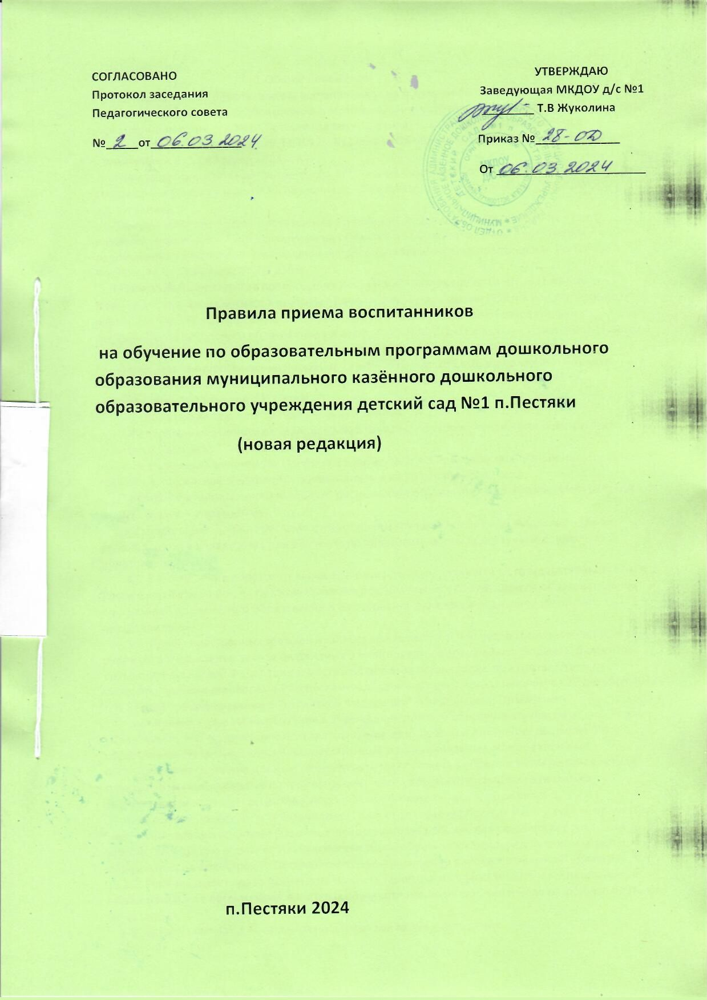 СОГЛАСОВАНО
Протокол заседания
Педагогического совета
№ 2 от 06.03.2024
УТВЕРЖДАЮ
Заведующая МКДОУ д/с №1
Т.В Жуколина
Приказ № 28-ОД
От 06.03.2024
Правила приема воспитанников
на обучение по образовательным программам дошкольного
образования муниципального казённого дошкольного
образовательного учреждения детский сад №1 п.Пестяки
(новая редакция)
п.Пестяки 2024